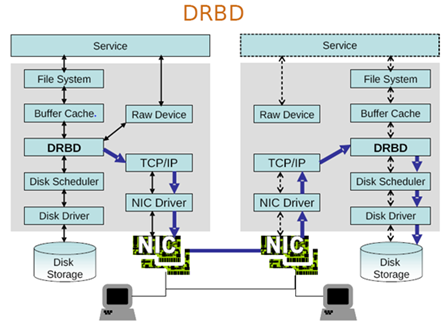 DRBD
Service
File System
Buffer Cache.
Raw Device
DRBD
TCP/IP
Disk Scheduler
NIC Driver
Disk Driver
NIC
Disk
Storage
Service
File System
Raw Device
Buffer Cache
TCP/IP
DRBD
Disk Scheduler
NIC Driver
Disk Driver
NIC
Disk
Storage